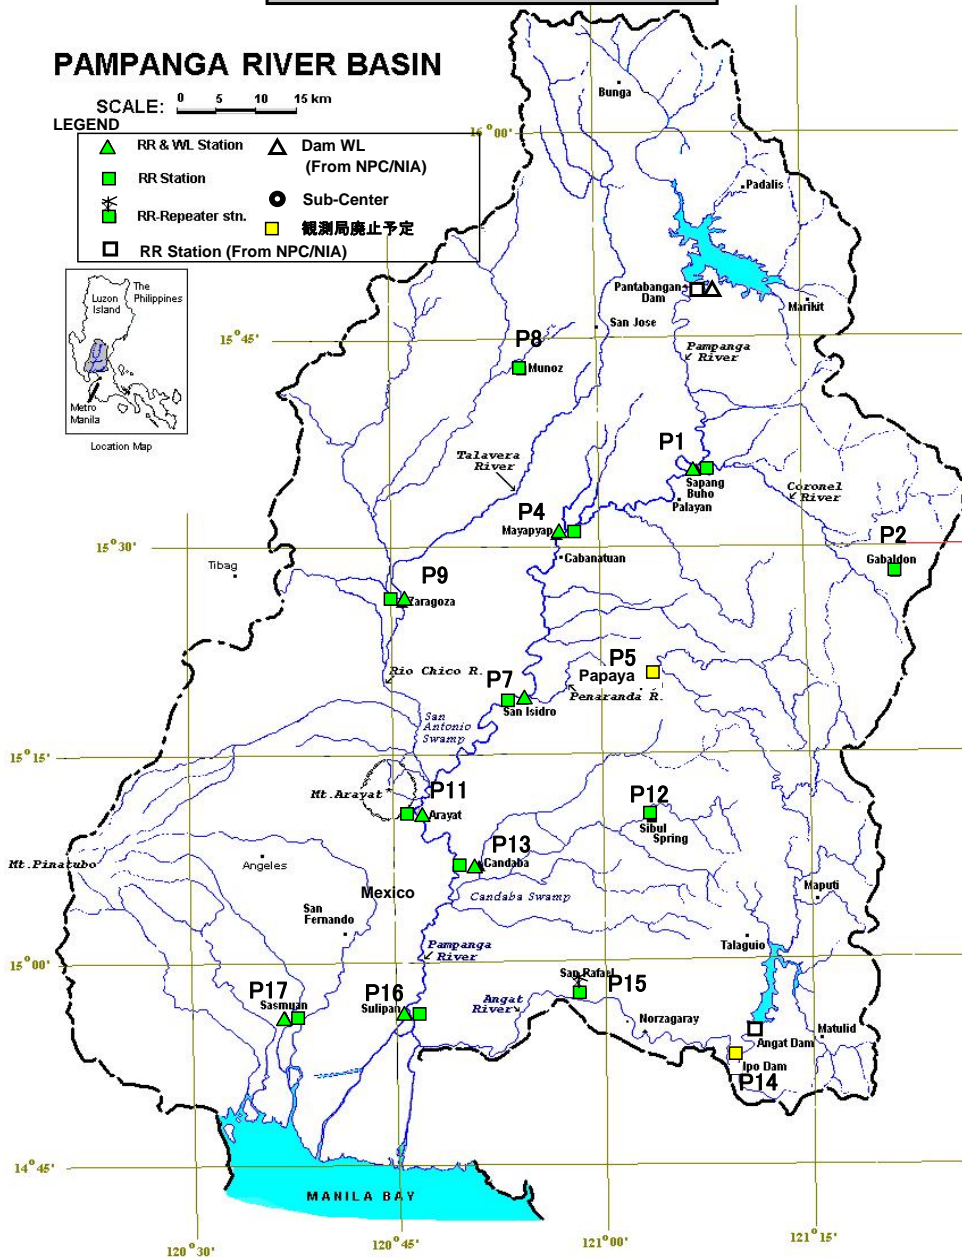 PAMPANGA RIVER BASIN
SCALE: 0 5 10 15 km
LEGEND
RR & WL Station
Dam WL
(From NPC/NIA)
RR Station
Sub-Center
RR-Repeater stn.
観測局廃止予定
RR Station (From NPC/NIA)
Luzon
Island
The
Philippines
Metro
Manila
Location Map
Bunga
16°00'
Padalis
Pantabangan
Dam
Marikit
San Jose
15°45'
P8
Munoz
Pampanga
River
P1
Sapang
Buho
Palayan
Talavera
River
Coronel
River
P4
Mayapyap
Cabanatuan
P2
Gabaldon
15°30'
Tibag
P9
Zaragoza
P5
Papaya
Rio Chico R.
Penaranda R.
P7
San Isidro
San
Antonio
Swamp
15°15'
Mt.Arayat
P11
Arayat
P12
Sibul
Spring
P13
Candaba
Mt.Pinatubo
Angeles
Mexico
Candaba Swamp
Maputi
San
Fernando
Talaguio
Pampanga
River
15°00'
San Rafael
P15
P17
Sasmuan
P16
Sulipan
Angat
River
Norzagaray
Angat Dam
Matulid
Ipo Dam
P14
14°45'
MANILA BAY
120°30'
120°45'
121°00'
121°15'